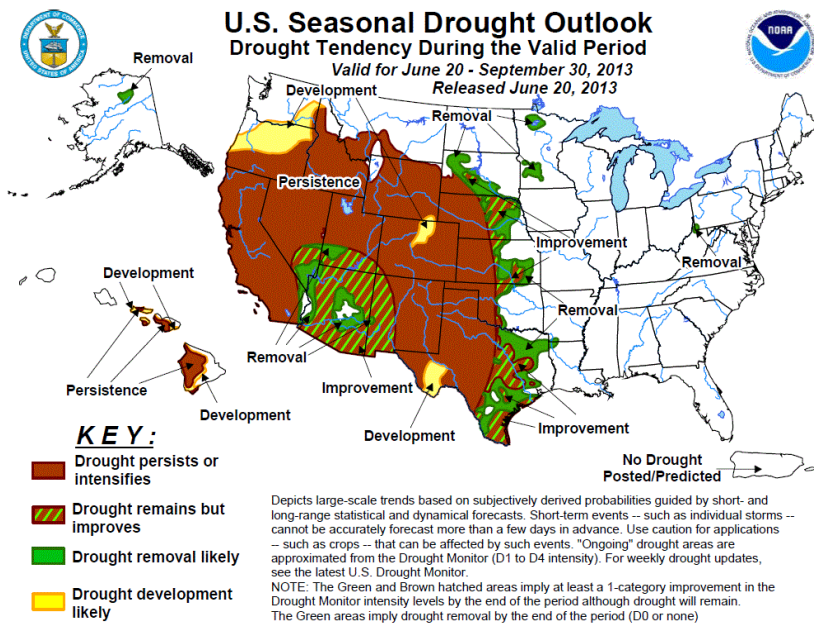 U.S. Seasonal Drought Outlook
Drought Tendency During the Valid Period
Valid for June 20 - September 30, 2013
Released June 20, 2013
DEPARTMENT OF COMMERCE
UNITED STATES OF AMERICA
NOAA
Removal
Development
Removal
Persistence
Improvement
Removal
Development
Removal
Removal
Persistence
Improvement
Development
Development
Improvement
No Drought
Posted/Predicted
KEY:
Drought persists or
intensifies
Drought remains but
improves
Drought removal likely
Drought development
likely
Depicts large-scale trends based on subjectively derived probabilities guided by short- and
long-range statistical and dynamical forecasts. Short-term events -- such as individual storms --
cannot be accurately forecast more than a few days in advance. Use caution for applications
-- such as crops -- that can be affected by such events. "Ongoing" drought areas are
approximated from the Drought Monitor (D1 to D4 intensity). For weekly drought updates,
see the latest U.S. Drought Monitor.
NOTE: The Green and Brown hatched areas imply at least a 1-category improvement in the
Drought Monitor intensity levels by the end of the period although drought will remain.
The Green areas imply drought removal by the end of the period (D0 or none)